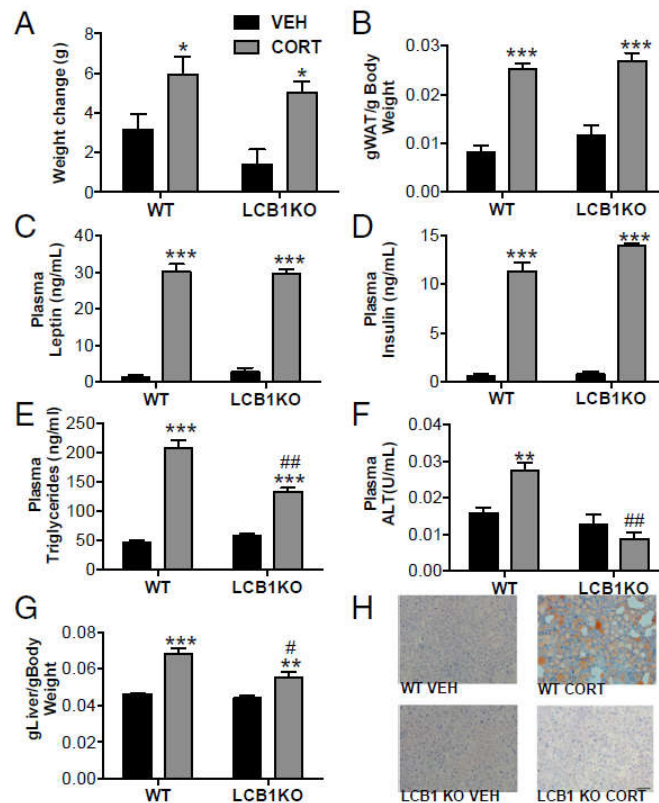 A
VEH
CORT
Weight change (g)
8
6
4
2
0
*
*
WT
LCB1KO
B
gWAT/g Body
Weight
0.03
0.02
0.01
0.00
***
***
WT
LCB1KO
C
Plasma
Leptin (ng/mL)
40
30
20
10
0
***
***
WT
LCB1KO
D
Plasma
Insulin (ng/mL)
15
10
5
0
***
***
WT
LCB1KO
E
Plasma
Triglycerides (ng/ml)
250
200
150
100
50
0
***
##
***
WT
LCB1KO
F
Plasma
ALT(U/mL)
0.04
0.03
0.02
0.01
0.00
**
##
WT
LCB1KO
G
gLiver/gBody
Weight
0.08
0.06
0.04
0.02
0.00
***
#
**
WT
LCB1KO
H
WT VEH
WT CORT
LCB1 KO VEH
LCB1 KO CORT